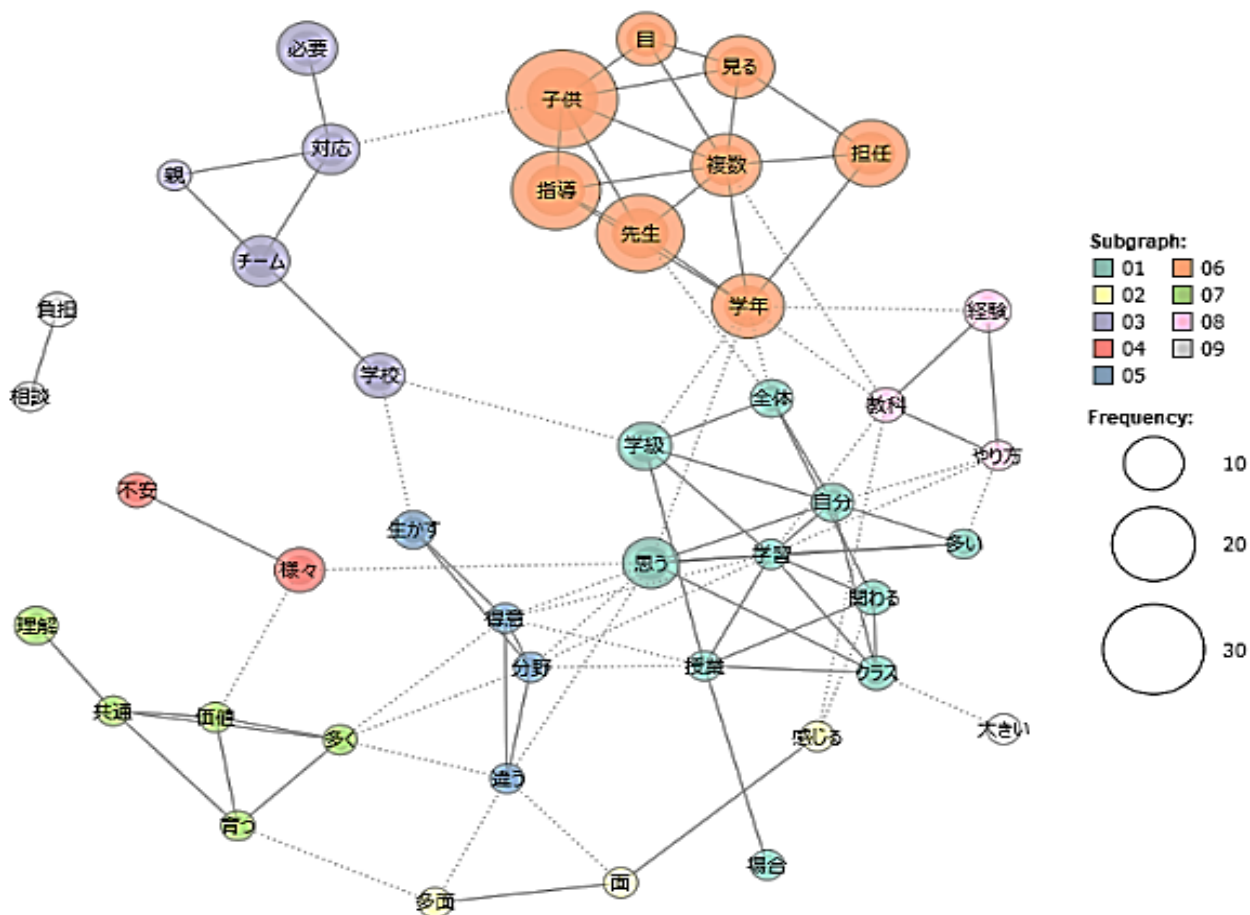 目
必要
見る
子供
対応
担任
複数
親
指導
先生
チーム
学年
負担
経験
学校
相談
全体
教科
学級
やり方
不安
自分
生かす
多い
学習
思う
様々
関わる
得意
理解
授業
分野
クラス
共通
価値
大きい
多く
感じる
違う
育つ
場合
面
多面
Subgraph:
01 06
02 07
03 08
04 09
05
Frequency:
10
20
30